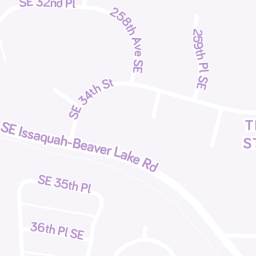 SE 32nd Pl
258th Ave SE
259th Pl SE
SE 34th St
SE Issaquah-Beaver Lake Rd
SE 35th Pl
36th Pl SE